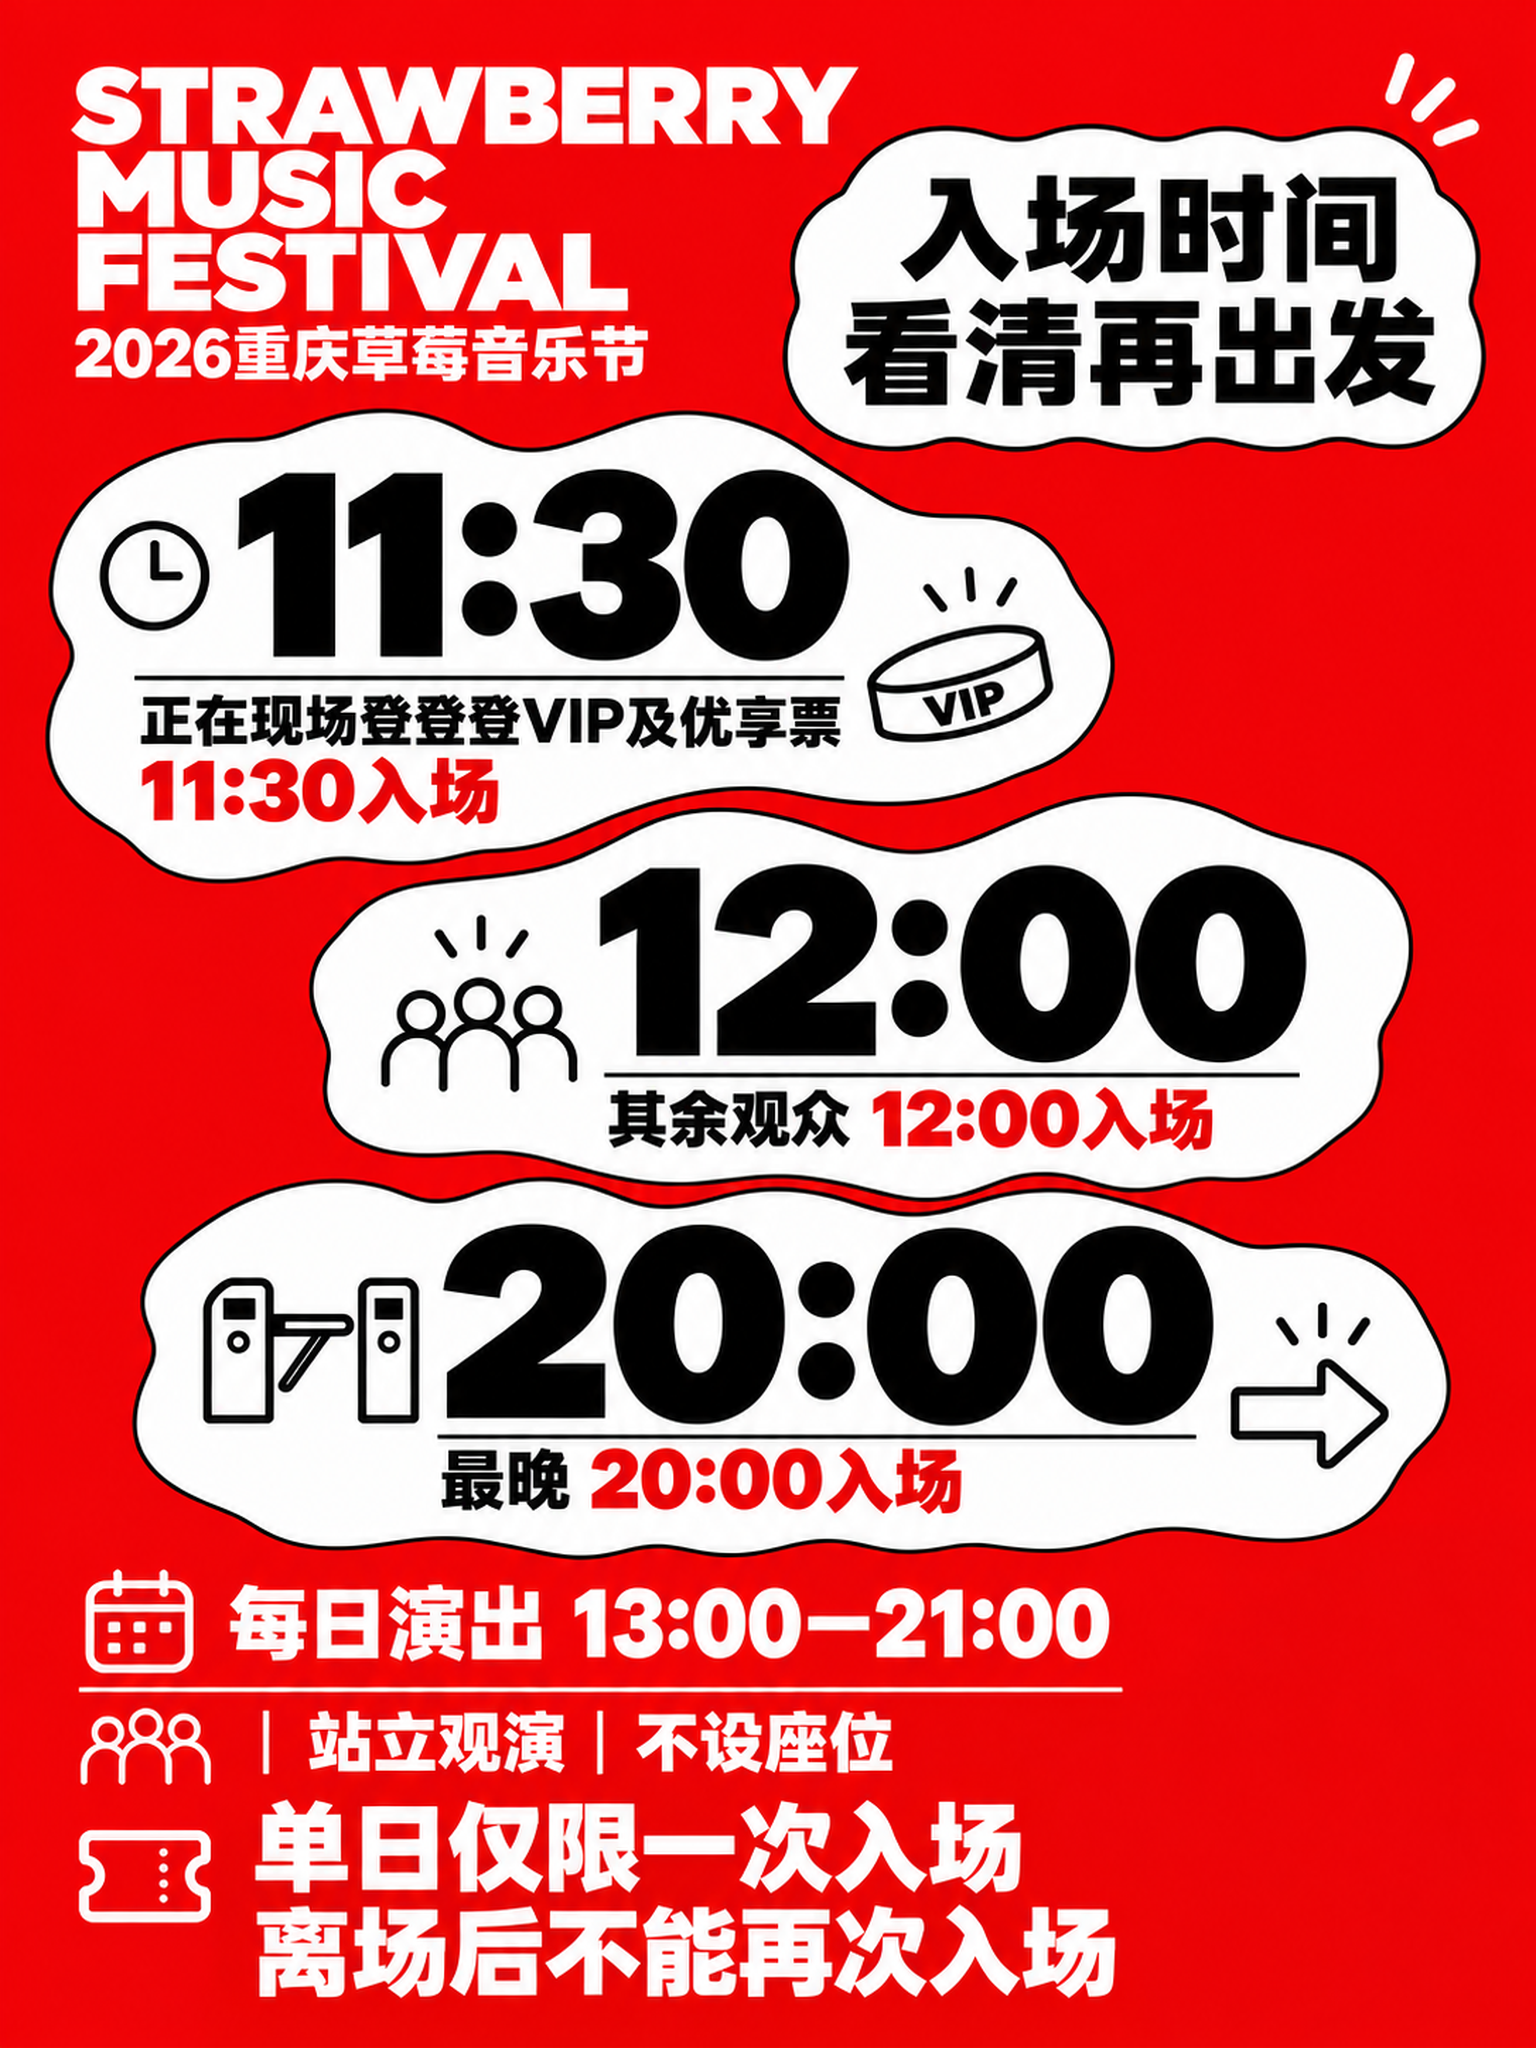 STRAWBERRY
MUSIC
FESTIVAL
2026重庆草莓音乐节
入场时间
看清再出发
11:30
VIP
正在现场登登登VIP及优享票
11:30入场
12:00
其余观众 12:00入场
20:00
最晚 20:00入场
每日演出 13:00—21:00
｜站立观演｜不设座位
单日仅限一次入场
离场后不能再次入场